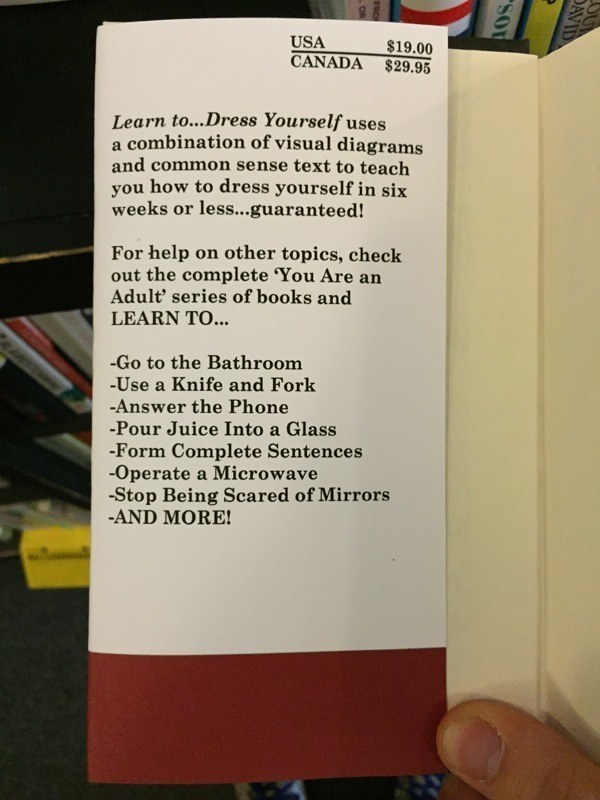 USA $19.00
CANADA $29.95
Learn to...Dress Yourself uses
a combination of visual diagrams
and common sense text to teach
you how to dress yourself in six
weeks or less...guaranteed!
For help on other topics, check
out the complete ‘You Are an
Adult’ series of books and
LEARN TO...
-Go to the Bathroom
-Use a Knife and Fork
-Answer the Phone
-Pour Juice Into a Glass
-Form Complete Sentences
-Operate a Microwave
-Stop Being Scared of Mirrors
-AND MORE!